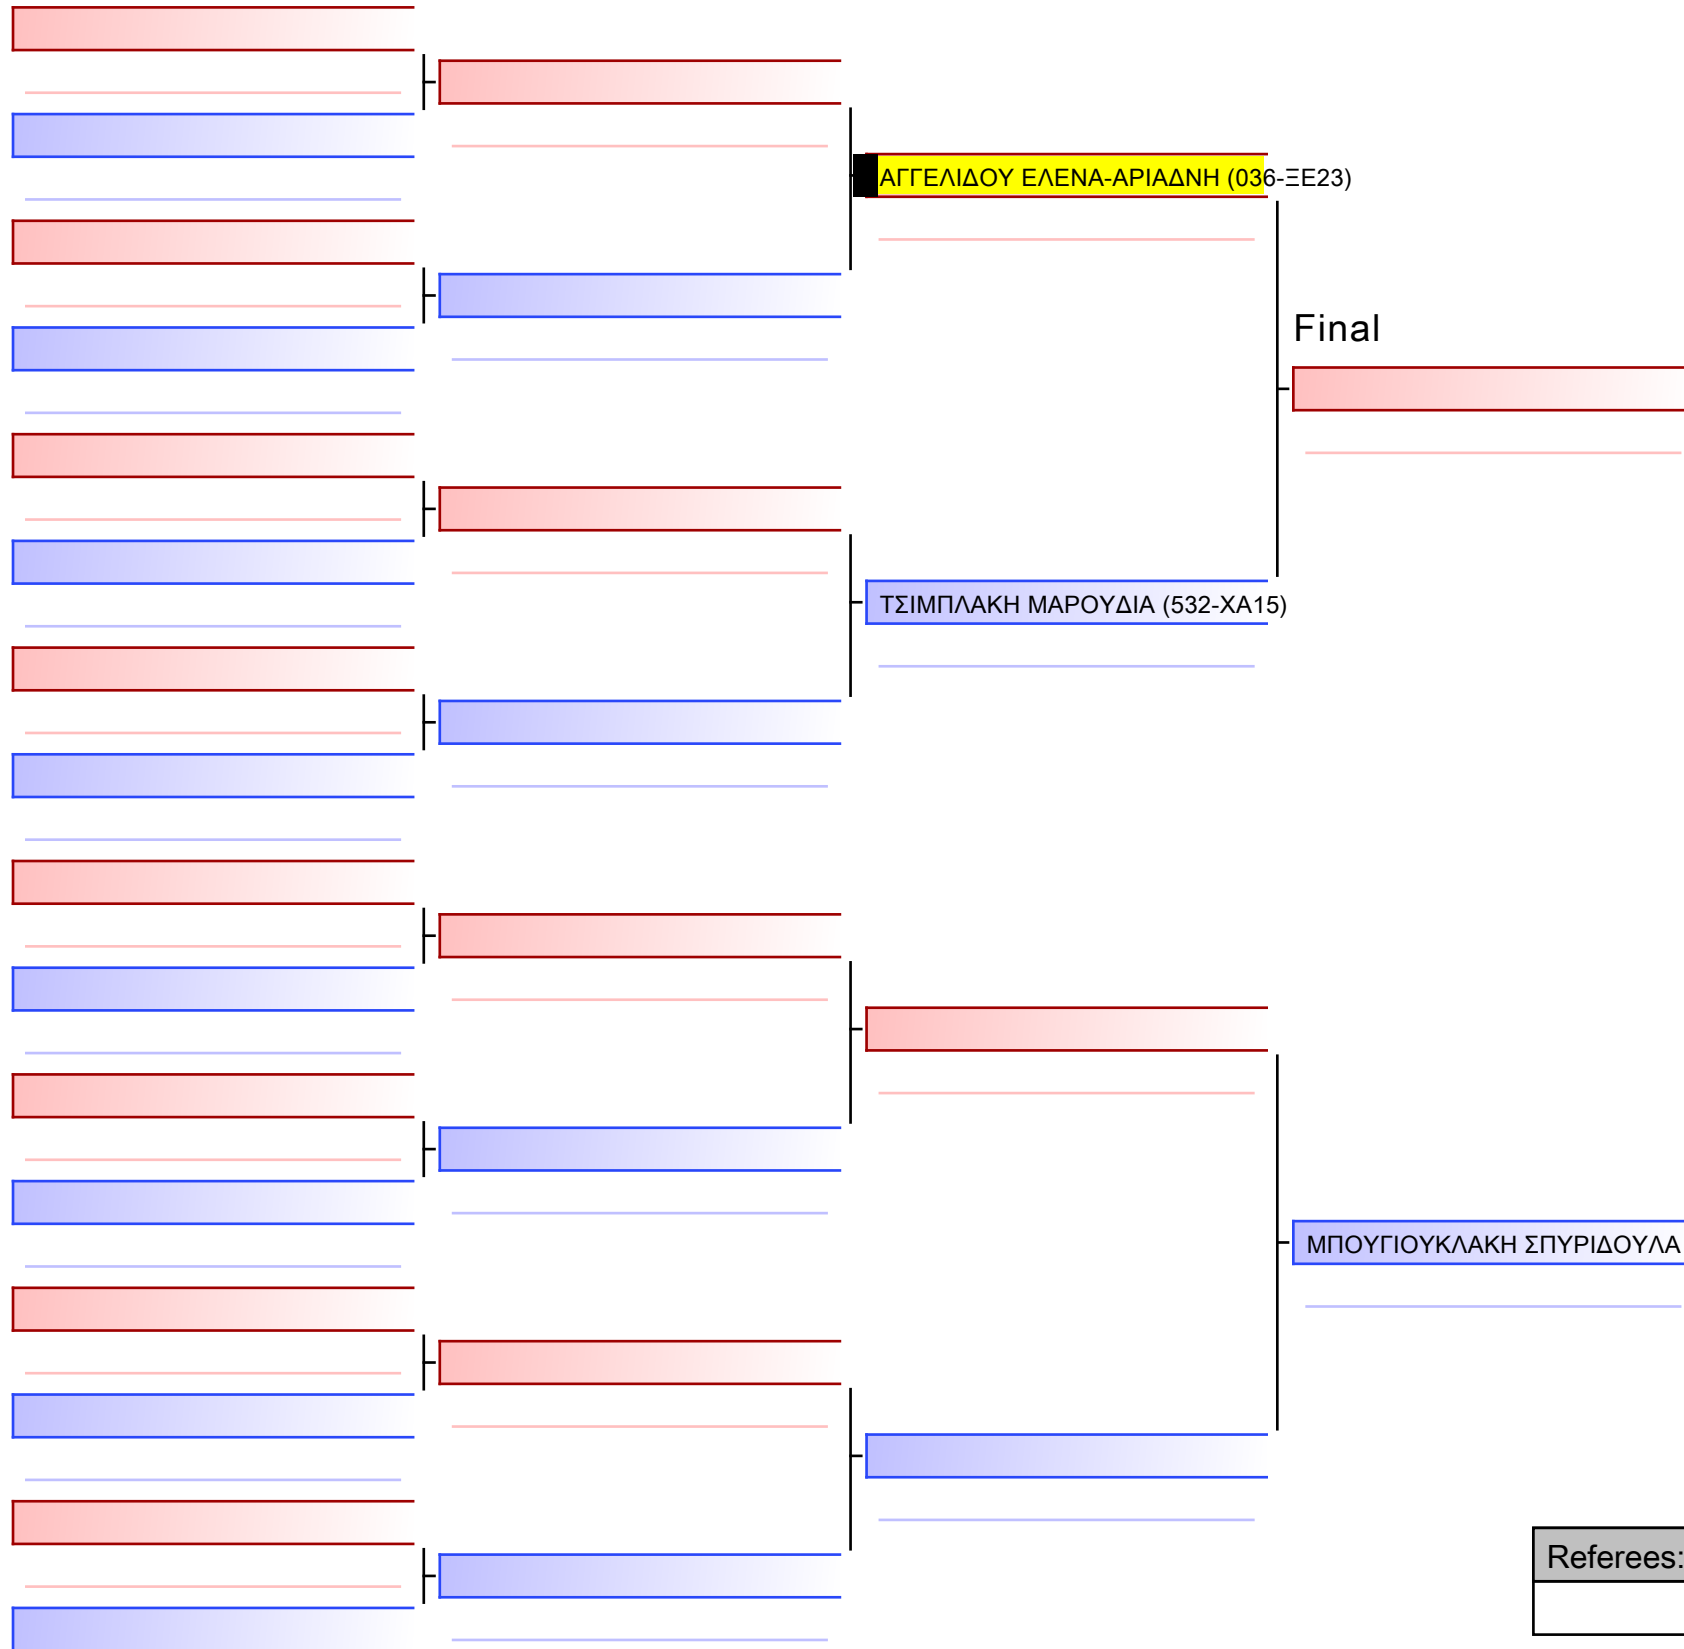 ΑΓΓΕΛΙΔΟΥ ΕΛΕΝΑ-ΑΡΙΑΔΝΗ (036-ΞΕ23)
Final
ΤΣΙΜΠΛΑΚΗ ΜΑΡΟΥΔΙΑ (532-ΧΑ15)
ΜΠΟΥΓΙΟΥΚΛΑΚΗ ΣΠΥΡΙΔΟΥΛΑ
Referees: